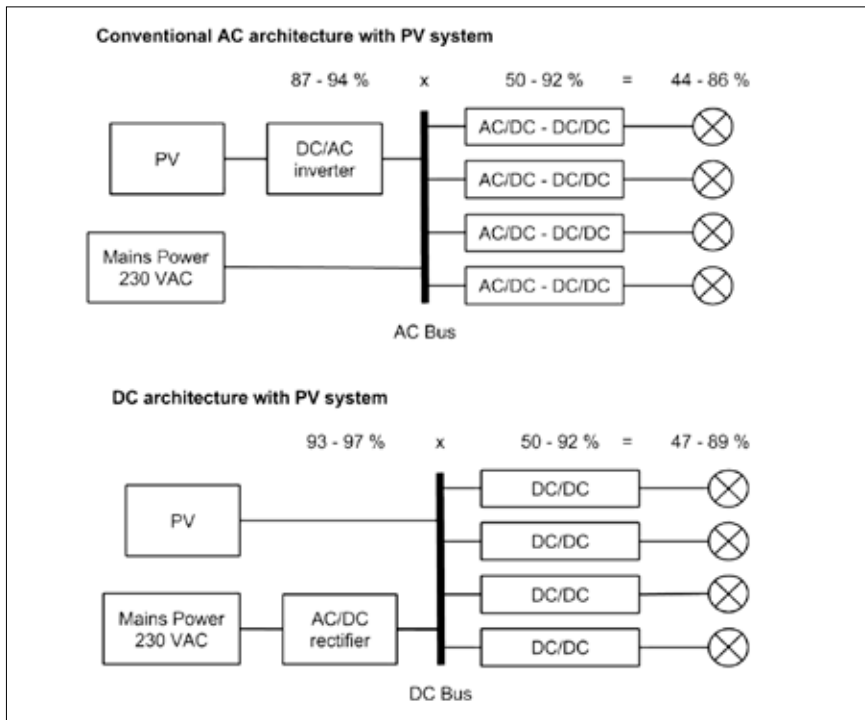 Conventional AC architecture with PV system
87 - 94 % x 50 - 92 % = 44 - 86 %
PV
DC/AC
inverter
AC/DC - DC/DC
AC/DC - DC/DC
AC/DC - DC/DC
AC/DC - DC/DC
Mains Power
230 VAC
AC Bus
DC architecture with PV system
93 - 97 % x 50 - 92 % = 47 - 89 %
PV
DC/DC
DC/DC
DC/DC
DC/DC
Mains Power
230 VAC
AC/DC
rectifier
DC Bus